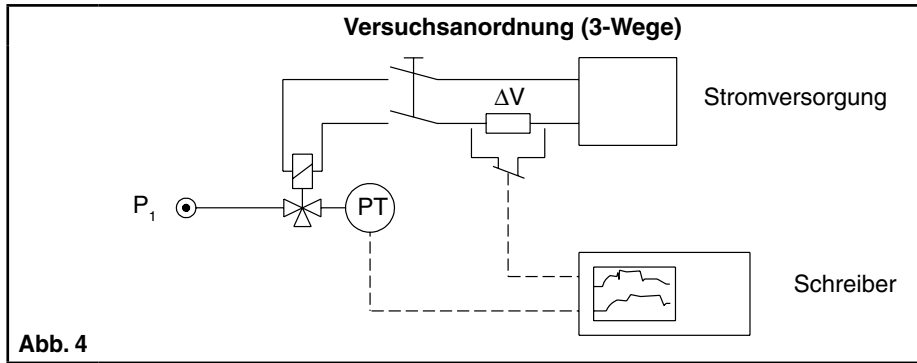 Versuchsanordnung (3-Wege)
ΔV
Stromversorgung
P₁
PT
Schreiber
Abb. 4